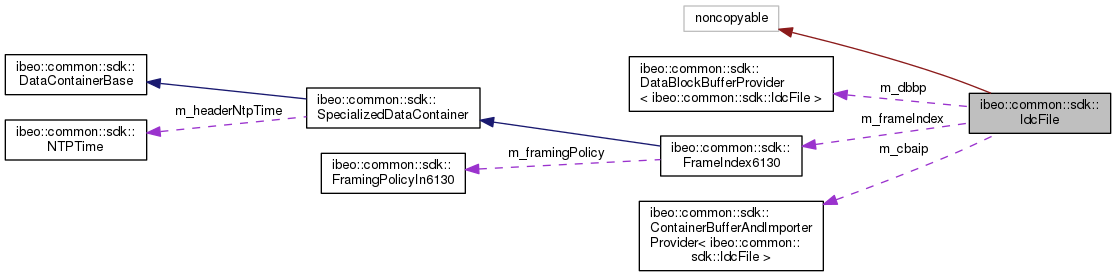 noncopyable
ibeo::common::sdk::
DataContainerBase
ibeo::common::sdk::
DataBlockBufferProvider
< ibeo::common::sdk::IdcFile >
m_dbbp
m_headerNtpTime
ibeo::common::sdk::
SpecializedDataContainer
ibeo::common::sdk::
IdcFile
m_frameIndex
ibeo::common::sdk::
NTPTime
m_framingPolicy
ibeo::common::sdk::
FrameIndex6130
m_cbaip
ibeo::common::sdk::
FramingPolicyIn6130
ibeo::common::sdk::
ContainerBufferAndImporter
Provider< ibeo::common::
sdk::IdcFile >